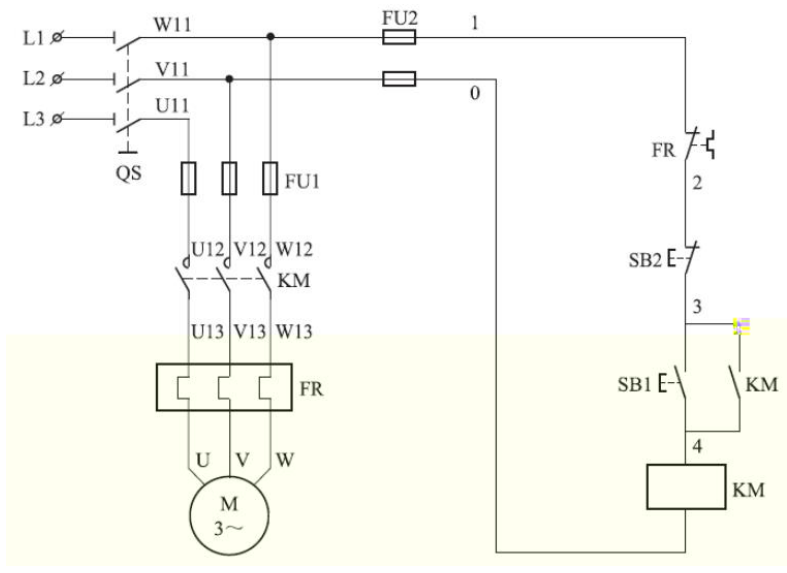 W11 FU2 1
L1
V11
L2
U11 0
L3
QS FU1
FR
2
U12 V12 W12
SB2
KM
3
U13 V13 W13
FR SB1 KM
4
U V W
KM
M
3~